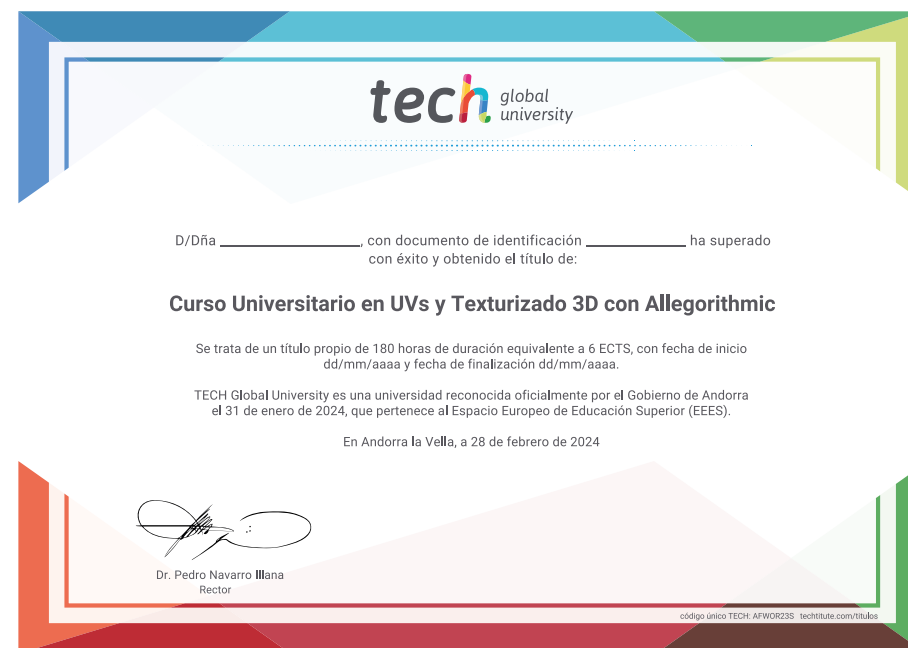 tech global
university
D/Dña ____________________, con documento de identificación ______________ ha superado
con éxito y obtenido el título de:
Curso Universitario en UVs y Texturizado 3D con Allegorithmic
Se trata de un título propio de 180 horas de duración equivalente a 6 ECTS, con fecha de inicio
dd/mm/aaaa y fecha de finalización dd/mm/aaaa.
TECH Global University es una universidad reconocida oficialmente por el Gobierno de Andorra
el 31 de enero de 2024, que pertenece al Espacio Europeo de Educación Superior (EEES).
En Andorra la Vella, a 28 de febrero de 2024
Dr. Pedro Navarro Illana
Rector
código único TECH: AFWOR23S techtitute.com/titulos